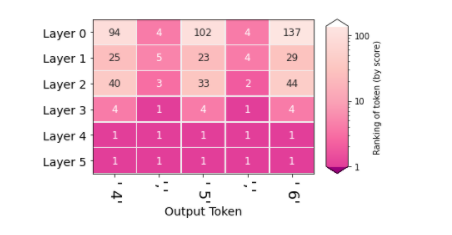 Layer 0 94 4 102 4 137
Layer 1 25 5 23 4 29
Layer 2 40 3 33 2 44
Layer 3 4 1 4 1 4
Layer 4 1 1 1 1 1
Layer 5 1 1 1 1 1
' 4' ',' ' 5' ',' ' 6'
Output Token
100
10
1
Ranking of token (by score)